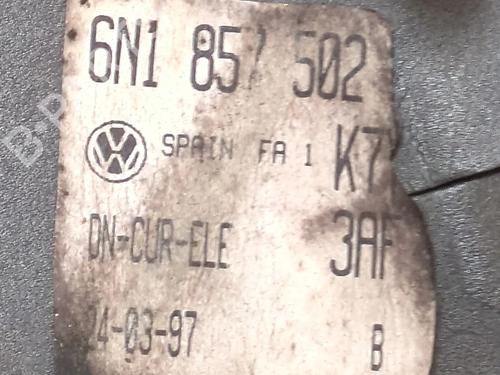 6N1 857 502
SPAIN FA 1 K7
DN-CUR-ELE 3AF
24-03-97 B